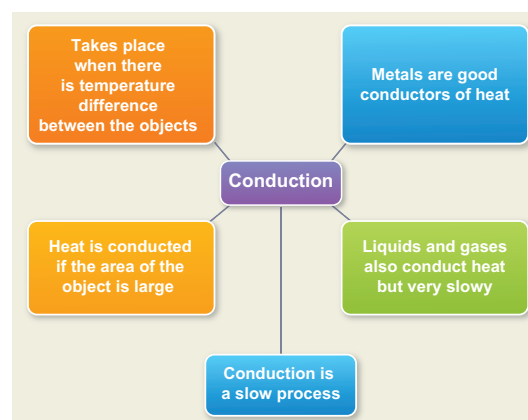 Takes place
when there
is temperature
difference
between the objects
Metals are good
conductors of heat
Conduction
Heat is conducted
if the area of the
object is large
Liquids and gases
also conduct heat
but very slowy
Conduction is
a slow process